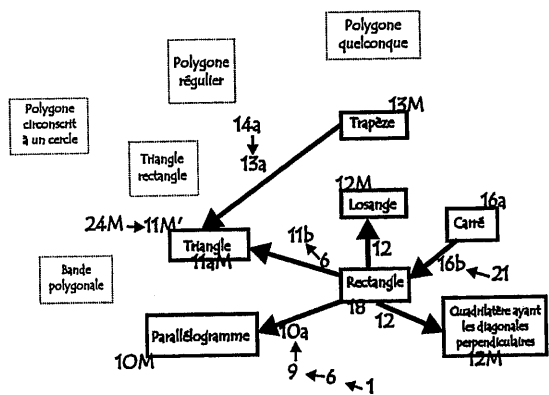 Polygone
quelconque
Polygone
régulier
Polygone
circonscrit
à un cercle
13M
Trapèze
14a
13a
Triangle
rectangle
12M
Losange
16a
Carré
24M
11M'
11b
6
Triangle
11aM
12
16b
21
Bande
polygonale
Rectangle
18
12
Quadrilatère ayant
les diagonales
perpendiculaires
12M
Parallélogramme
10a
10M
9
6
1